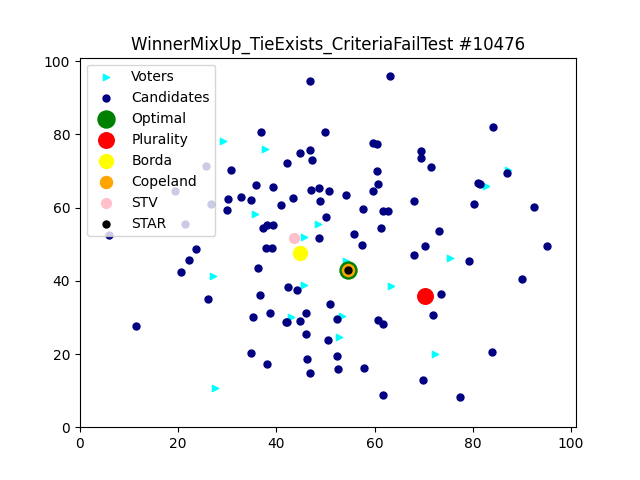 WinnerMixUp_TieExists_CriteriaFailTest #10476
100
80
60
40
20
0
0 20 40 60 80 100
Voters
Candidates
Optimal
Plurality
Borda
Copeland
STV
STAR